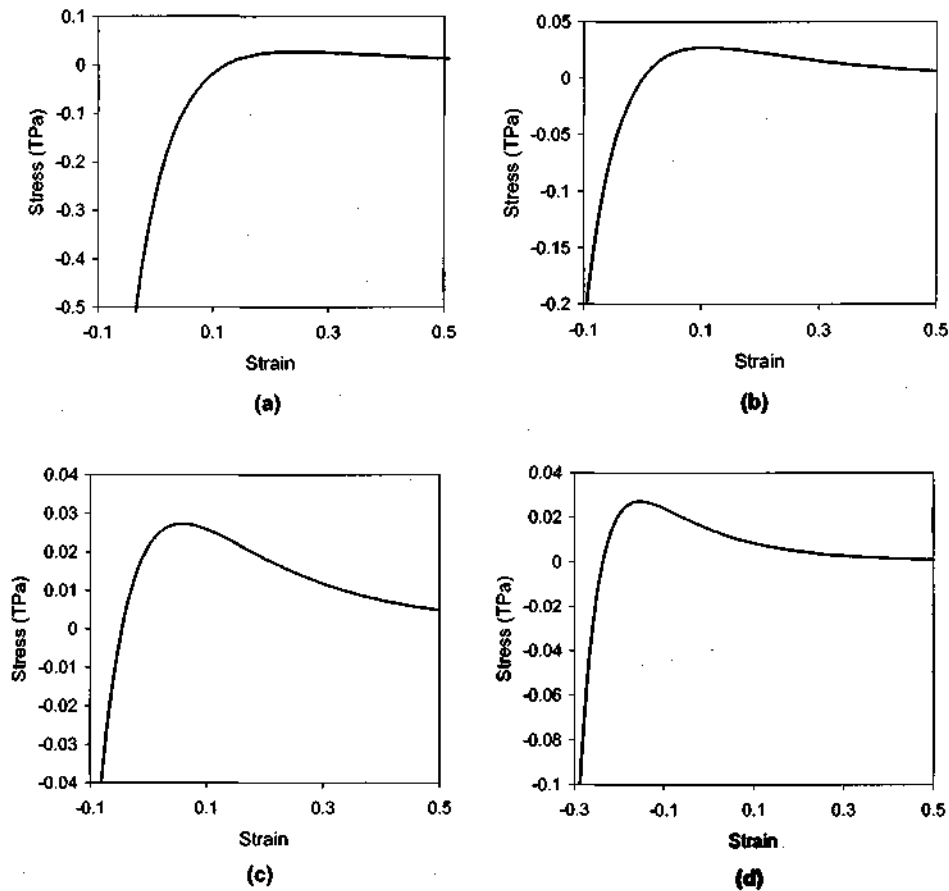 0.1
0
-0.1
-0.2
-0.3
-0.4
-0.5
Stress (TPa)
-0.1 0.1 0.3 0.5
Strain
(a)
0.05
0
-0.05
-0.1
-0.15
-0.2
Stress (TPa)
-0.1 0.1 0.3 0.5
Strain
(b)
0.04
0.03
0.02
0.01
0
-0.01
-0.02
-0.03
-0.04
Stress (TPa)
-0.1 0.1 0.3 0.5
Strain
(c)
0.04
0.02
0
-0.02
-0.04
-0.06
-0.08
-0.1
Stress (TPa)
-0.3 -0.1 0.1 0.3 0.5
Strain
(d)